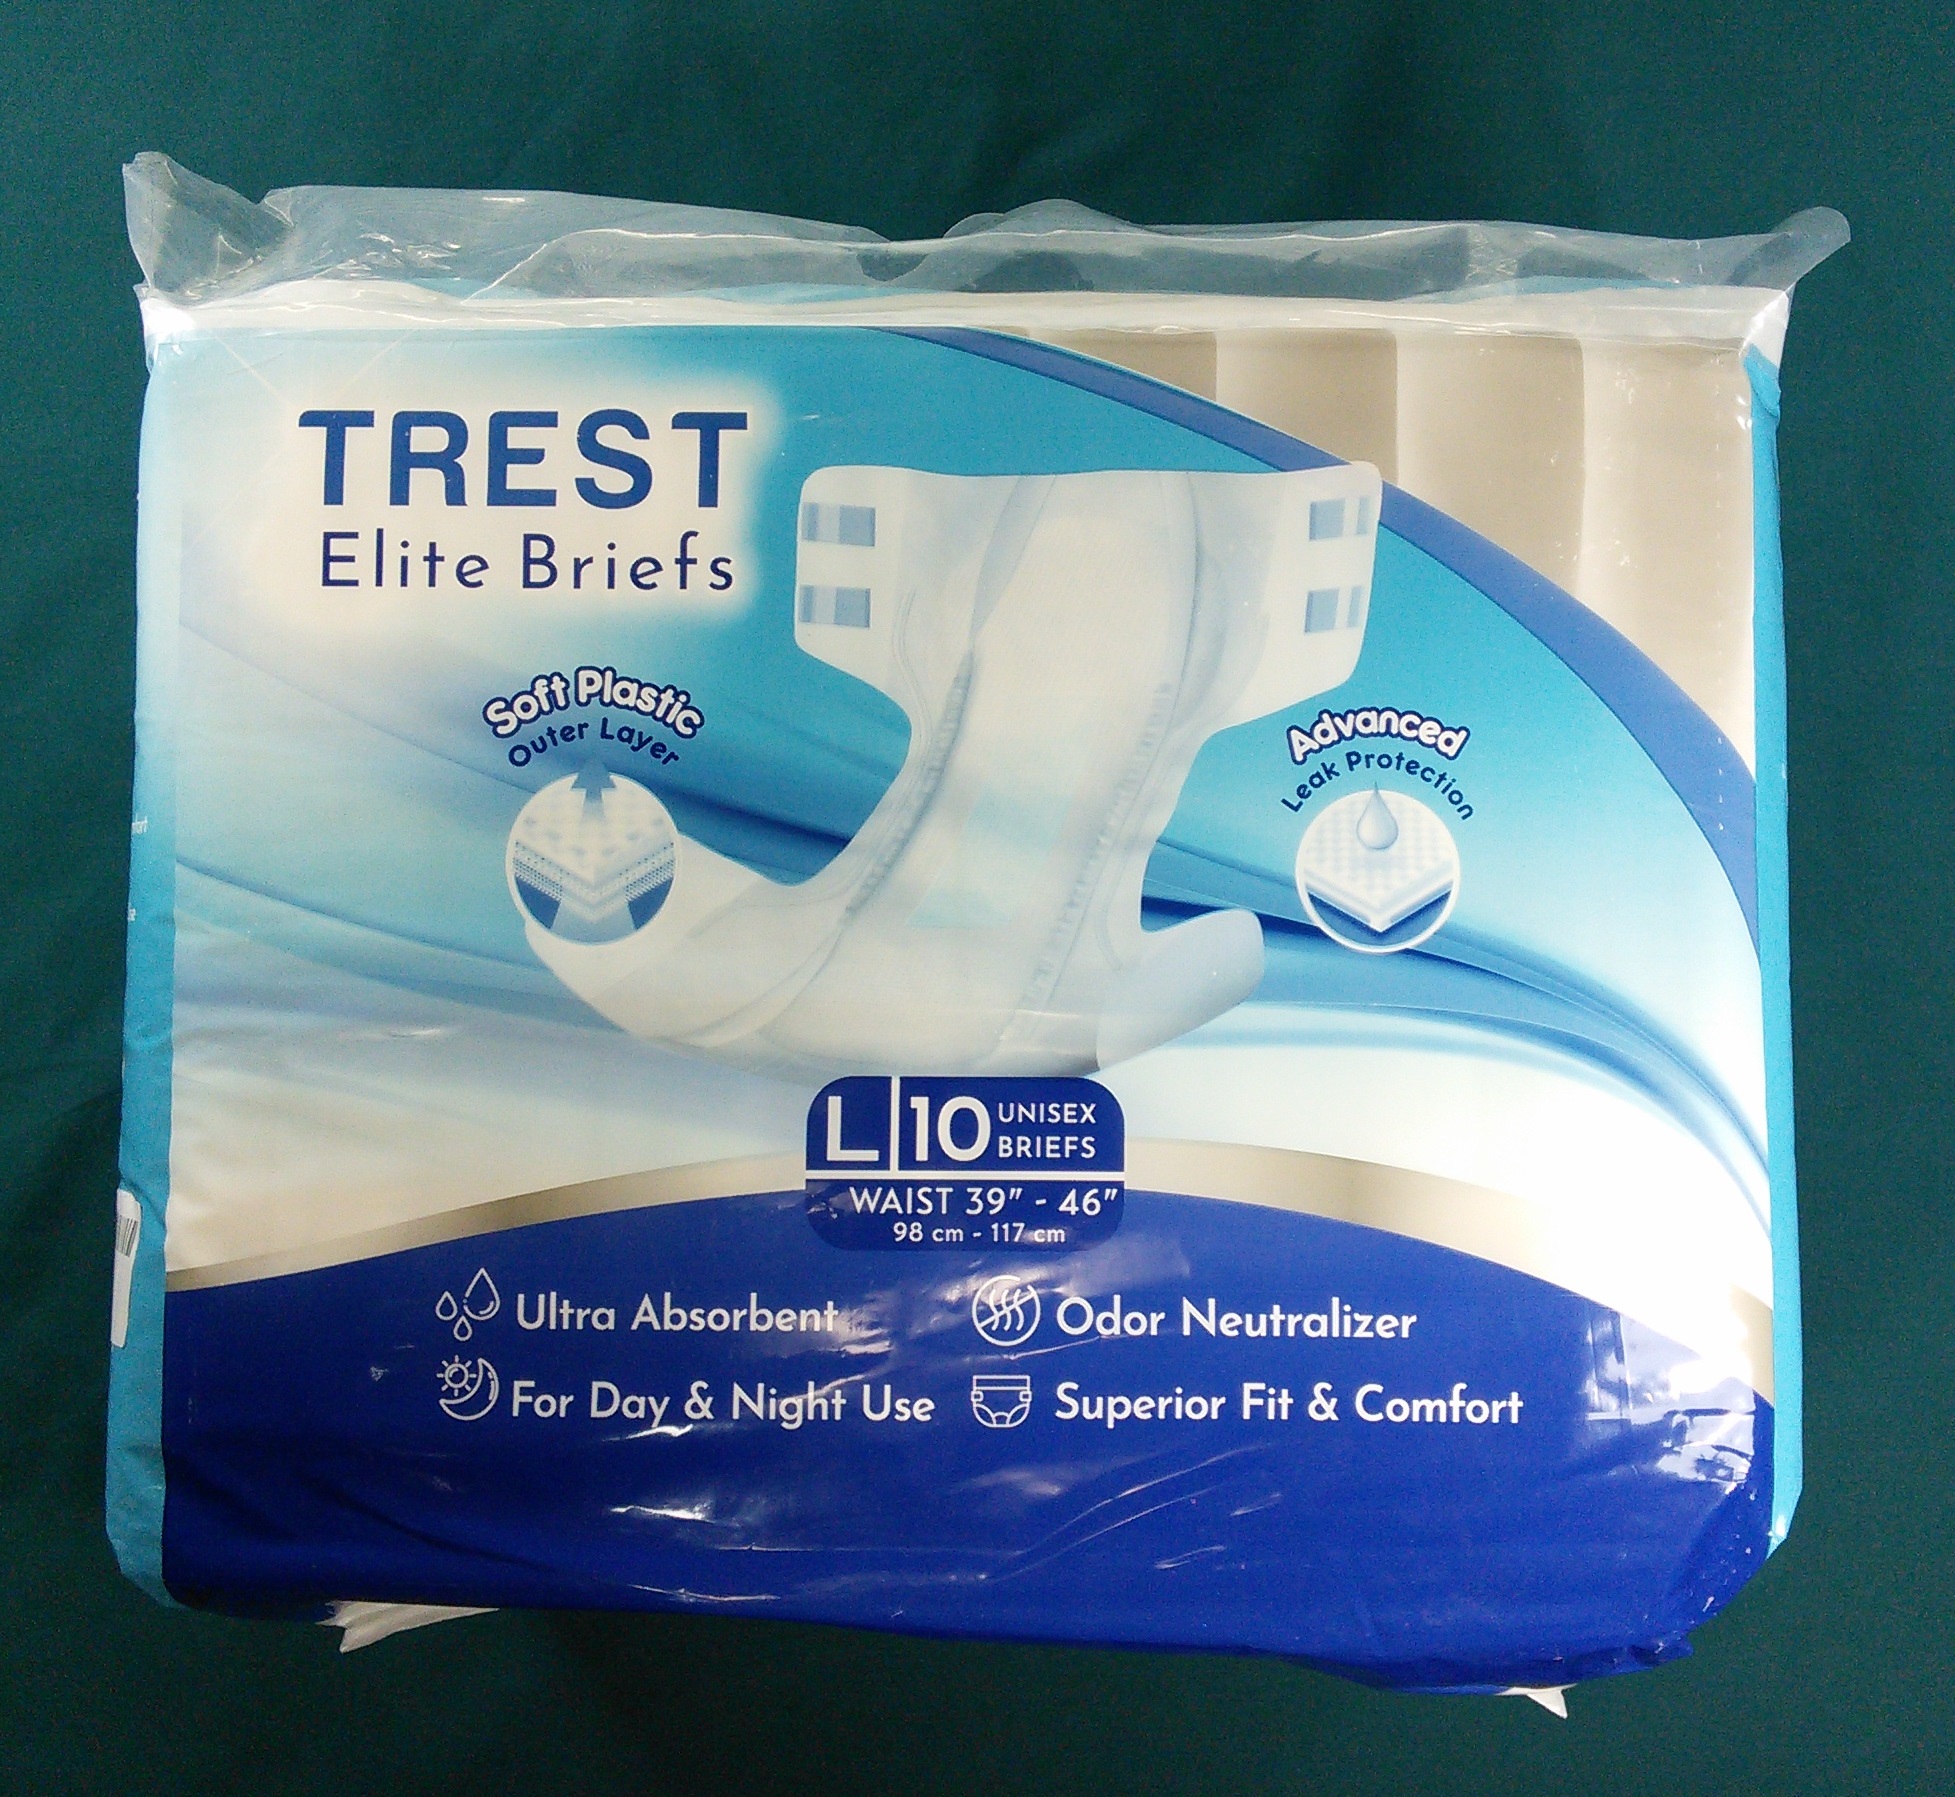 TREST
Elite Briefs
Soft Plastic
Outer Layer
Advanced
Leak Protection
L 10 UNISEX
BRIEFS
WAIST 39" - 46"
98 cm - 117 cm
Ultra Absorbent
Odor Neutralizer
For Day & Night Use
Superior Fit & Comfort